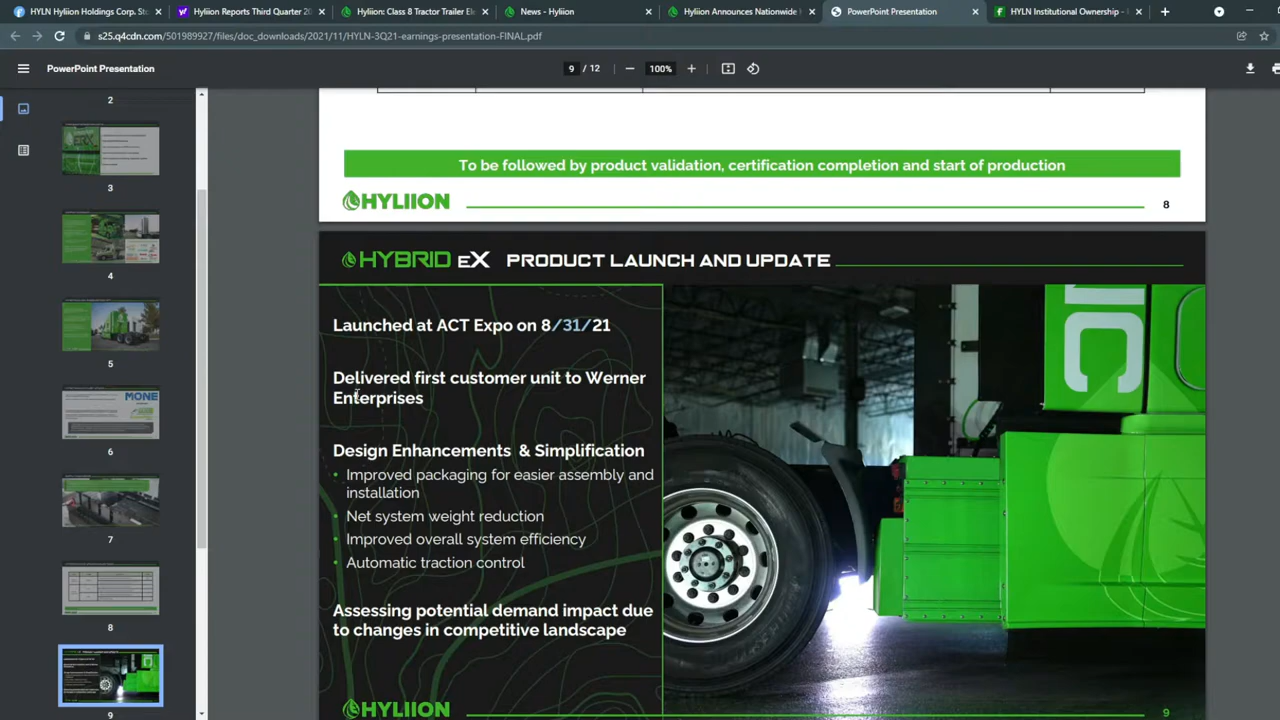 HYLN Hyliion Holdings Corp. Sto
Hyliion Reports Third Quarter 20
Hyliion: Class 8 Tractor Trailer El
News - Hyliion
Hyliion Announces Nationwide H
PowerPoint Presentation
HYLN Institutional Ownership -
s25.q4cdn.com/501989927/files/doc_downloads/2021/11/HYLN-3Q21-earnings-presentation-FINAL.pdf
PowerPoint Presentation
9 / 12
100%
2
3
4
5
MONE
6
7
8
9
To be followed by product validation, certification completion and start of production
HYLIION
8
HYBRID eX PRODUCT LAUNCH AND UPDATE
Launched at ACT Expo on 8/31/21
Delivered first customer unit to Werner
Enterprises
Design Enhancements & Simplification
• Improved packaging for easier assembly and
installation
• Net system weight reduction
• Improved overall system efficiency
• Automatic traction control
Assessing potential demand impact due
to changes in competitive landscape
NC
HYLIION
9